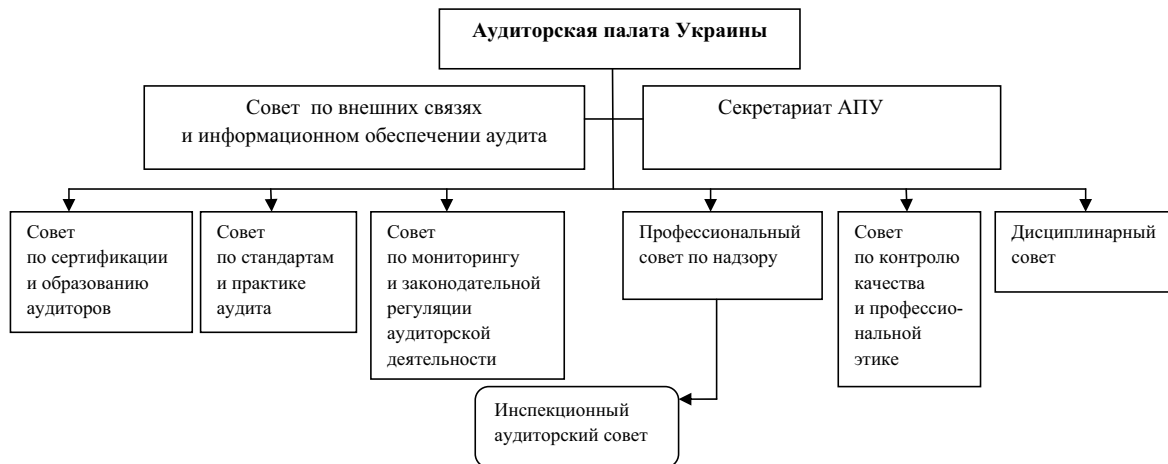 Аудиторская палата Украины
Совет по внешних связях
и информационном обеспечении аудита
Секретариат АПУ
Совет
по сертификации
и образованию
аудиторов
Совет
по стандартам
и практике
аудита
Совет
по мониторингу
и законодательной
регуляции
аудиторской
деятельности
Профессиональный
совет по надзору
Совет
по контролю
качества
и профессио-
нальной
этике
Дисциплинарный
совет
Инспекционный
аудиторский совет